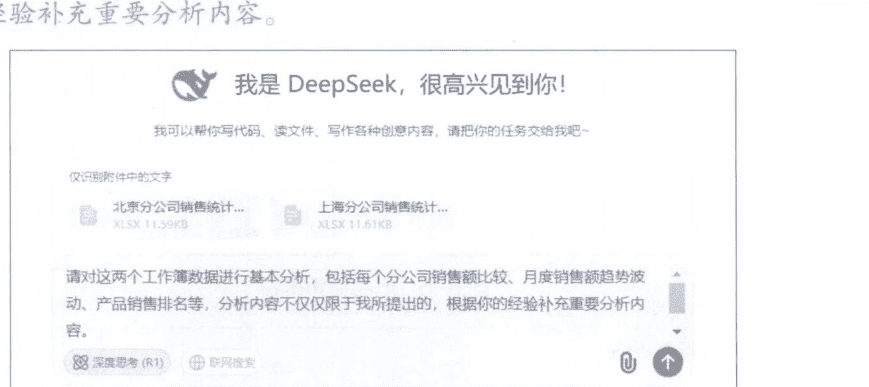 经验补充重要分析内容。
我是 DeepSeek，很高兴见到你！
我可以帮你写代码、读文件、写作各种创意内容，请把你的任务交给我吧~
仅识别附件中的文字
北京分公司销售统计...
XLSX 11.59KB
上海分公司销售统计...
XLSX 11.61KB
请对这两个工作簿数据进行基本分析，包括每个分公司销售额比较、月度销售额趋势波
动、产品销售排名等，分析内容不仅仅限于我所提出的，根据你的经验补充重要分析内
容。
深度思考 (R1)
联网搜索